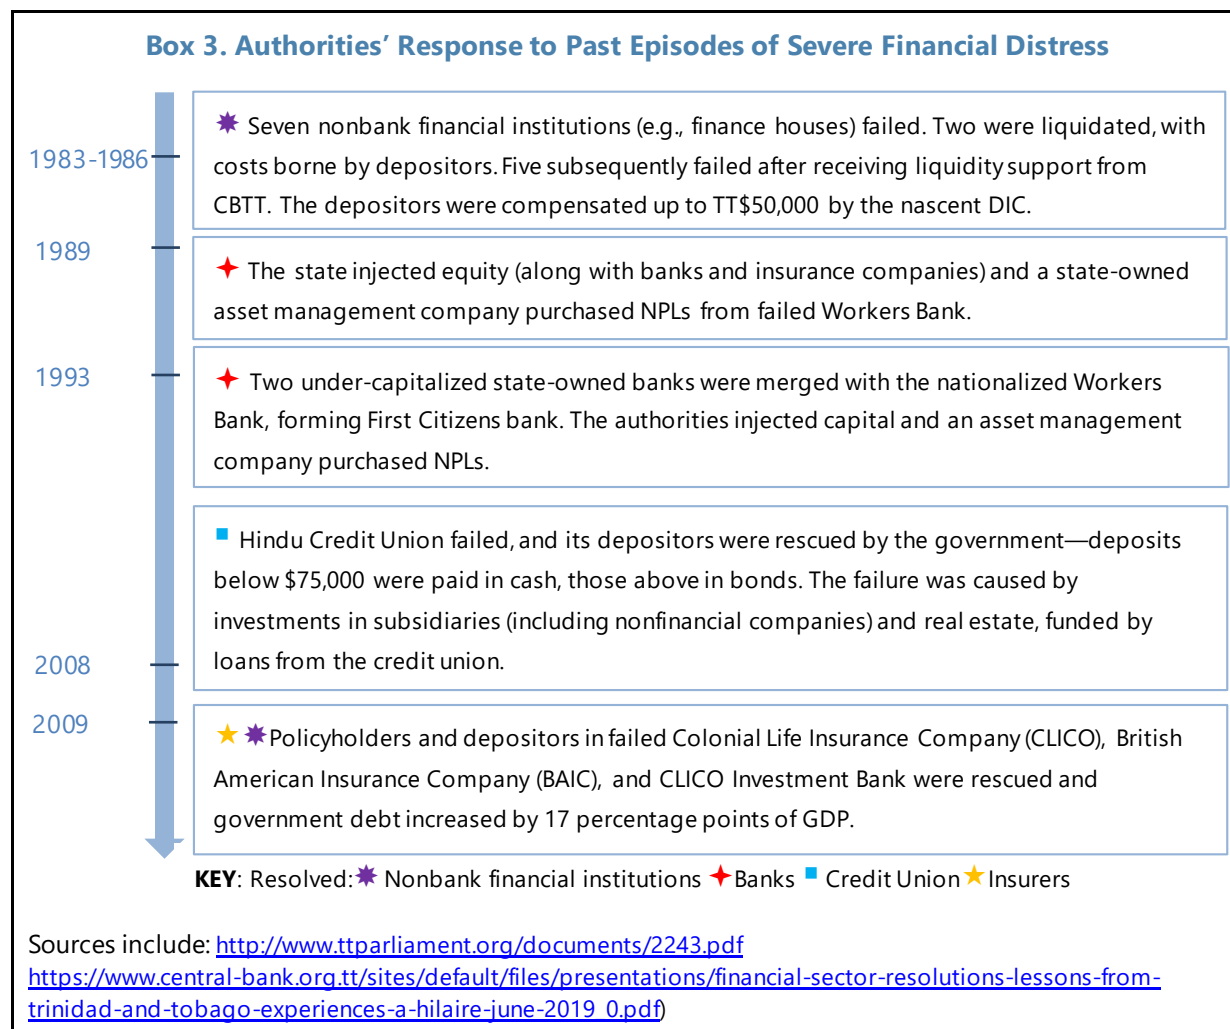 Box 3. Authorities’ Response to Past Episodes of Severe Financial Distress
1983-1986
Seven nonbank financial institutions (e.g., finance houses) failed. Two were liquidated, with
costs borne by depositors. Five subsequently failed after receiving liquidity support from
CBTT. The depositors were compensated up to TT$50,000 by the nascent DIC.
1989
The state injected equity (along with banks and insurance companies) and a state-owned
asset management company purchased NPLs from failed Workers Bank.
1993
Two under-capitalized state-owned banks were merged with the nationalized Workers
Bank, forming First Citizens bank. The authorities injected capital and an asset management
company purchased NPLs.
Hindu Credit Union failed, and its depositors were rescued by the government—deposits
below $75,000 were paid in cash, those above in bonds. The failure was caused by
investments in subsidiaries (including nonfinancial companies) and real estate, funded by
loans from the credit union.
2008
2009
Policyholders and depositors in failed Colonial Life Insurance Company (CLICO), British
American Insurance Company (BAIC), and CLICO Investment Bank were rescued and
government debt increased by 17 percentage points of GDP.
KEY: Resolved: Nonbank financial institutions Banks Credit Union Insurers
Sources include: http://www.ttparliament.org/documents/2243.pdf
https://www.central-bank.org.tt/sites/default/files/presentations/financial-sector-resolutions-lessons-from-
trinidad-and-tobago-experiences-a-hilaire-june-2019_0.pdf)